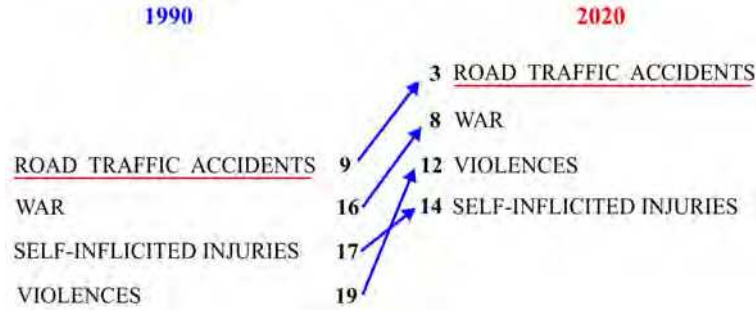 1990 2020
3 ROAD TRAFFIC ACCIDENTS
8 WAR
ROAD TRAFFIC ACCIDENTS 9 12 VIOLENCES
WAR 16 14 SELF-INFLICITED INJURIES
SELF-INFLICITED INJURIES 17
VIOLENCES 19